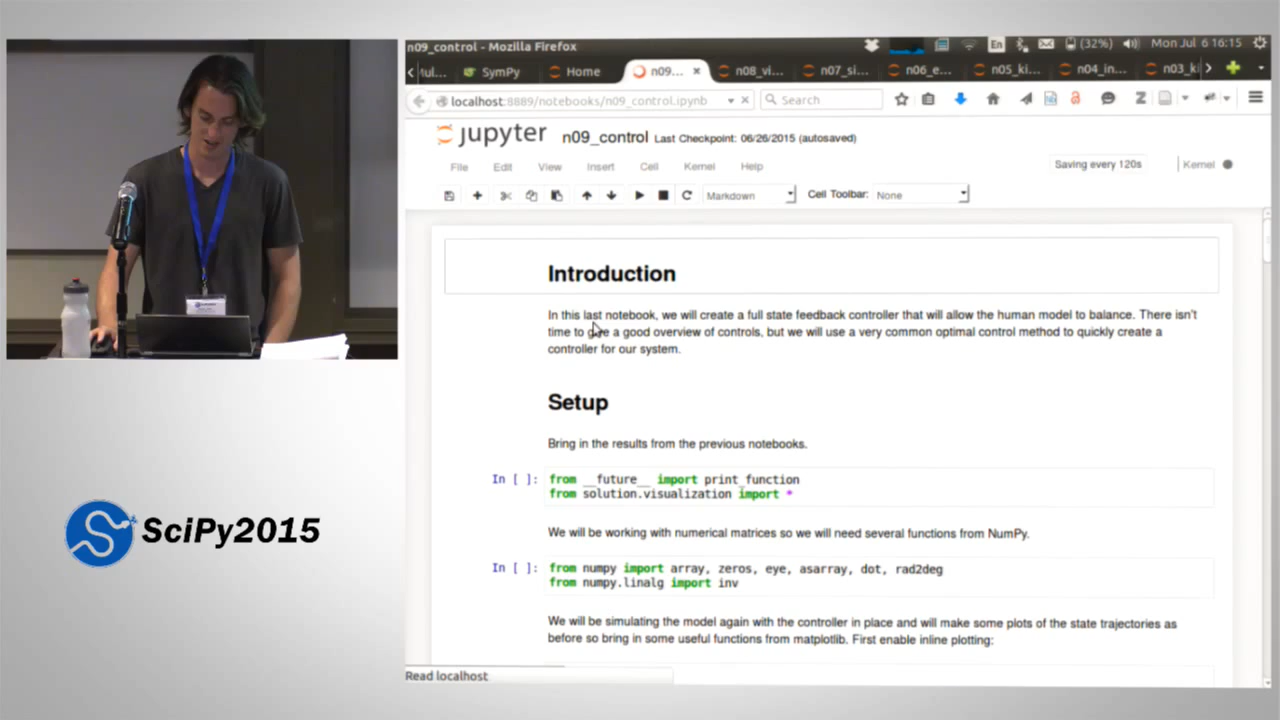 n09_control - Mozilla Firefox
En
(32%)
Mon Jul 6 16:15
'ul...
SymPy
Home
n09...
n08_vi...
n07_si...
n06_e...
n05_ki...
n04_in...
n03_ki
localhost:8889/notebooks/n09_control.ipynb
Search
Z
jupyter n09_control Last Checkpoint: 06/26/2015 (autosaved)
File Edit View Insert Cell Kernel Help
Saving every 120s
Kernel
Markdown
Cell Toolbar: None
Introduction
In this last notebook, we will create a full state feedback controller that will allow the human model to balance. There isn't
time to give a good overview of controls, but we will use a very common optimal control method to quickly create a
controller for our system.
Setup
Bring in the results from the previous notebooks.
In [ ]: from __future__ import print_function
from solution.visualization import *
We will be working with numerical matrices so we will need several functions from NumPy.
In [ ]: from numpy import array, zeros, eye, asarray, dot, rad2deg
from numpy.linalg import inv
We will be simulating the model again with the controller in place and will make some plots of the state trajectories as
before so bring in some useful functions from matplotlib. First enable inline plotting:
Read localhost
SciPy2015